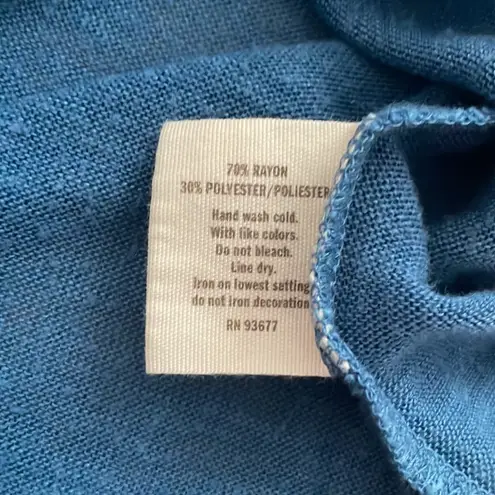 70% RAYON
30% POLYESTER/POLIESTER
Hand wash cold.
With like colors.
Do not bleach.
Line dry.
Iron on lowest setting
do not iron decoration
RN 93677